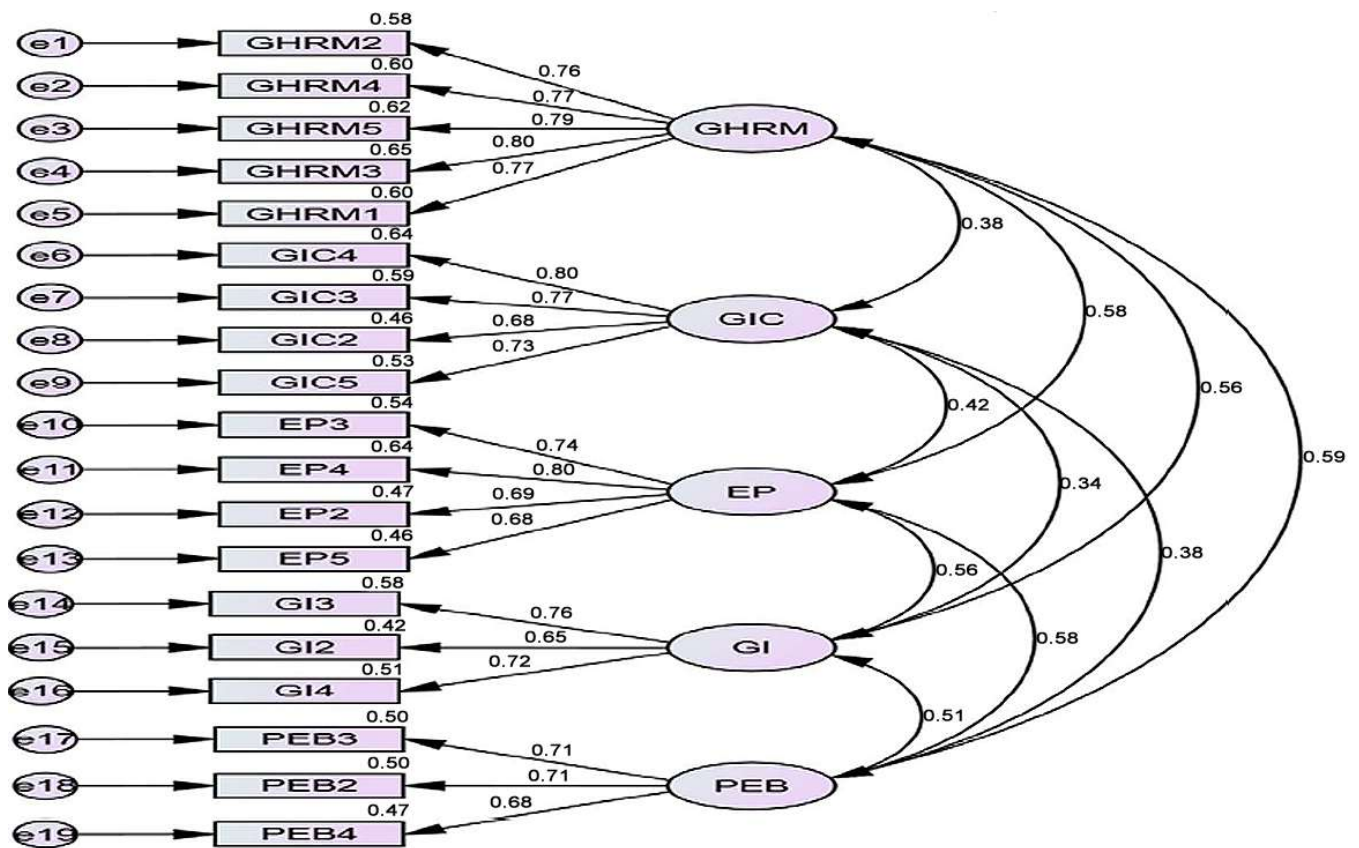 0.58
e1 GHRM2
0.76
0.60
e2 GHRM4
0.77
0.62
e3 GHRM5
0.79
GHRM
0.65
e4 GHRM3
0.80
0.60
e5 GHRM1
0.77
0.64
e6 GIC4
0.80
0.59
e7 GIC3
0.77
GIC
0.46
e8 GIC2
0.68
0.53
e9 GIC5
0.73
0.54
e10 EP3
0.74
0.64
e11 EP4
0.80
EP
0.47
e12 EP2
0.69
0.46
e13 EP5
0.68
0.58
e14 GI3
0.76
0.42
e15 GI2
0.65
GI
0.51
e16 GI4
0.72
0.50
e17 PEB3
0.71
0.50
e18 PEB2
0.71
PEB
0.47
e19 PEB4
0.68
0.38
0.58
0.56
0.59
0.42
0.34
0.38
0.56
0.58
0.51